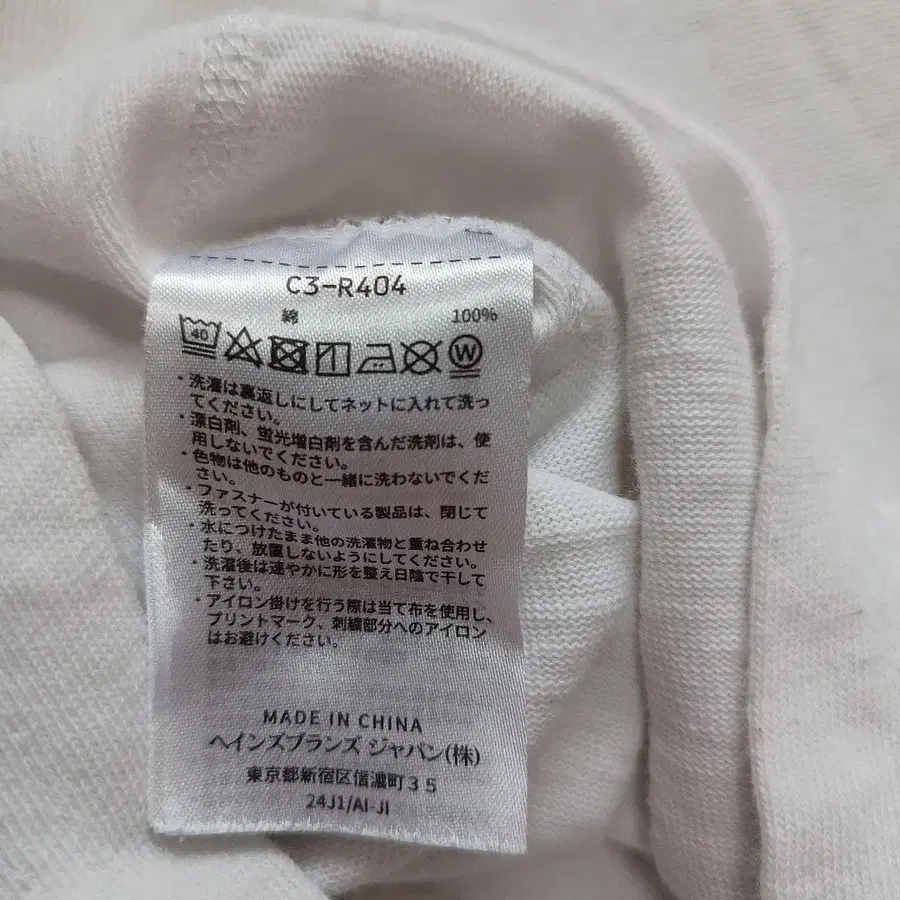 C3-R404
綿 100%
40
W
・洗濯は裏返しにしてネットに入れて洗っ
てください。
・漂白剤、蛍光増白剤を含んだ洗剤は、使
用しないでください。
・色物は他のものと一緒に洗わないでくだ
さい。
・ファスナーが付いている製品は、閉じて
洗ってください。
・水につけたまま他の洗濯物と重ね合わせ
たり、放置しないようにしてください。
・洗濯後は速やかに形を整え日陰で干して
下さい。
・アイロン掛けを行う際は当て布を使用し、
プリントマーク、刺繍部分へのアイロン
はお避けください。
MADE IN CHINA
ヘインズブランズ ジャパン(株)
東京都新宿区信濃町35
24J1/AI-JI